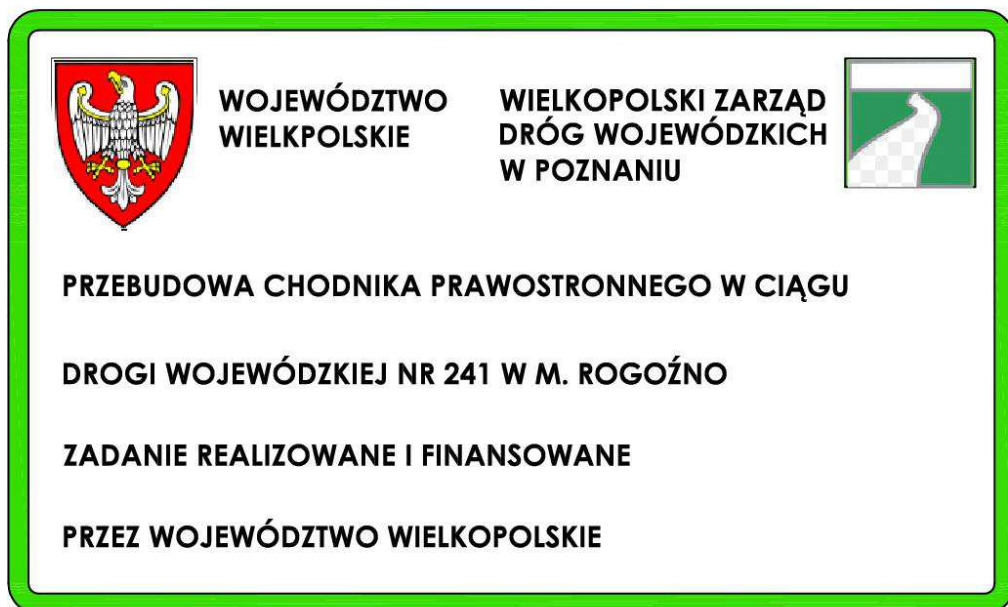 WOJEWÓDZTWO
WIELKPOLSKIE
WIELKOPOLSKI ZARZĄD
DRÓG WOJEWÓDZKICH
W POZNANIU
PRZEBUDOWA CHODNIKA PRAWOSTRONNEGO W CIĄGU
DROGI WOJEWÓDZKIEJ NR 241 W M. ROGOŹNO
ZADANIE REALIZOWANE I FINANSOWANE
PRZEZ WOJEWÓDZTWO WIELKOPOLSKIE